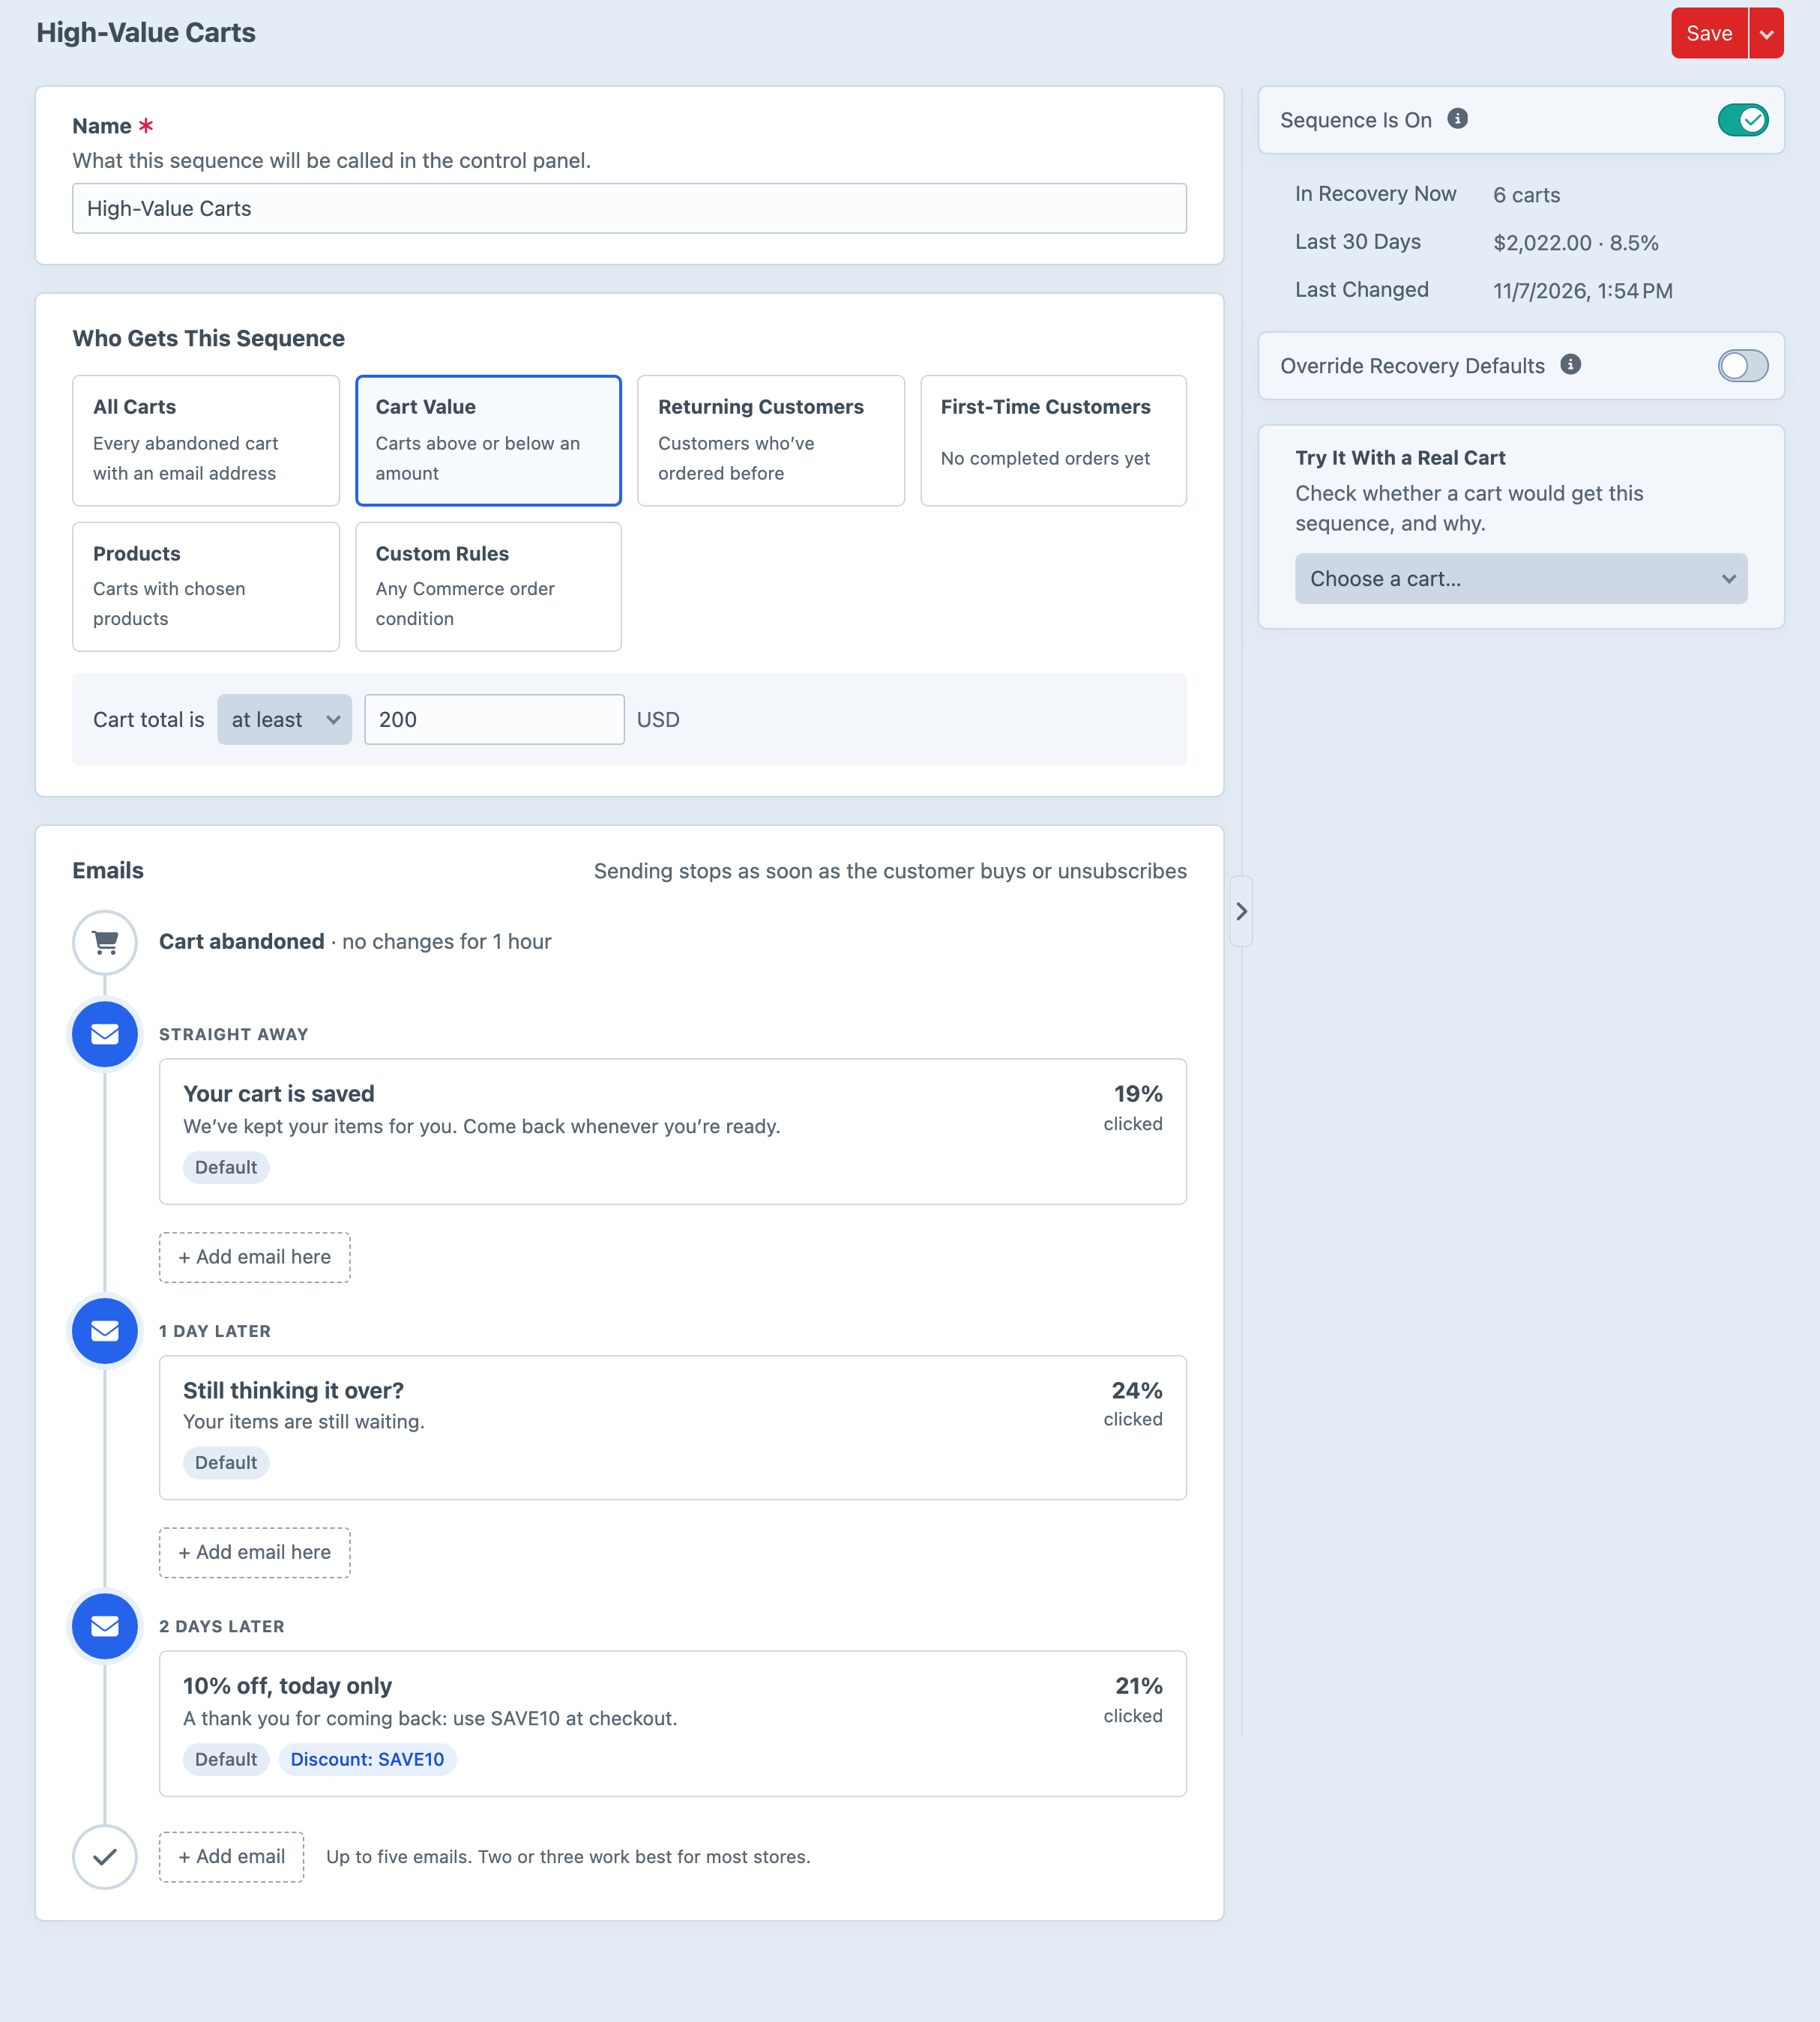 High-Value Carts
Save
Name *
What this sequence will be called in the control panel.
High-Value Carts
Who Gets This Sequence
All Carts
Every abandoned cart
with an email address
Cart Value
Carts above or below an
amount
Returning Customers
Customers who’ve
ordered before
First-Time Customers
No completed orders yet
Products
Carts with chosen
products
Custom Rules
Any Commerce order
condition
Cart total is at least 200 USD
Emails
Sending stops as soon as the customer buys or unsubscribes
Cart abandoned · no changes for 1 hour
STRAIGHT AWAY
Your cart is saved
We’ve kept your items for you. Come back whenever you’re ready.
Default
19%
clicked
+ Add email here
1 DAY LATER
Still thinking it over?
Your items are still waiting.
Default
24%
clicked
+ Add email here
2 DAYS LATER
10% off, today only
A thank you for coming back: use SAVE10 at checkout.
Default
Discount: SAVE10
21%
clicked
+ Add email
Up to five emails. Two or three work best for most stores.
Sequence Is On
In Recovery Now 6 carts
Last 30 Days $2,022.00 · 8.5%
Last Changed 11/7/2026, 1:54 PM
Override Recovery Defaults
Try It With a Real Cart
Check whether a cart would get this
sequence, and why.
Choose a cart...